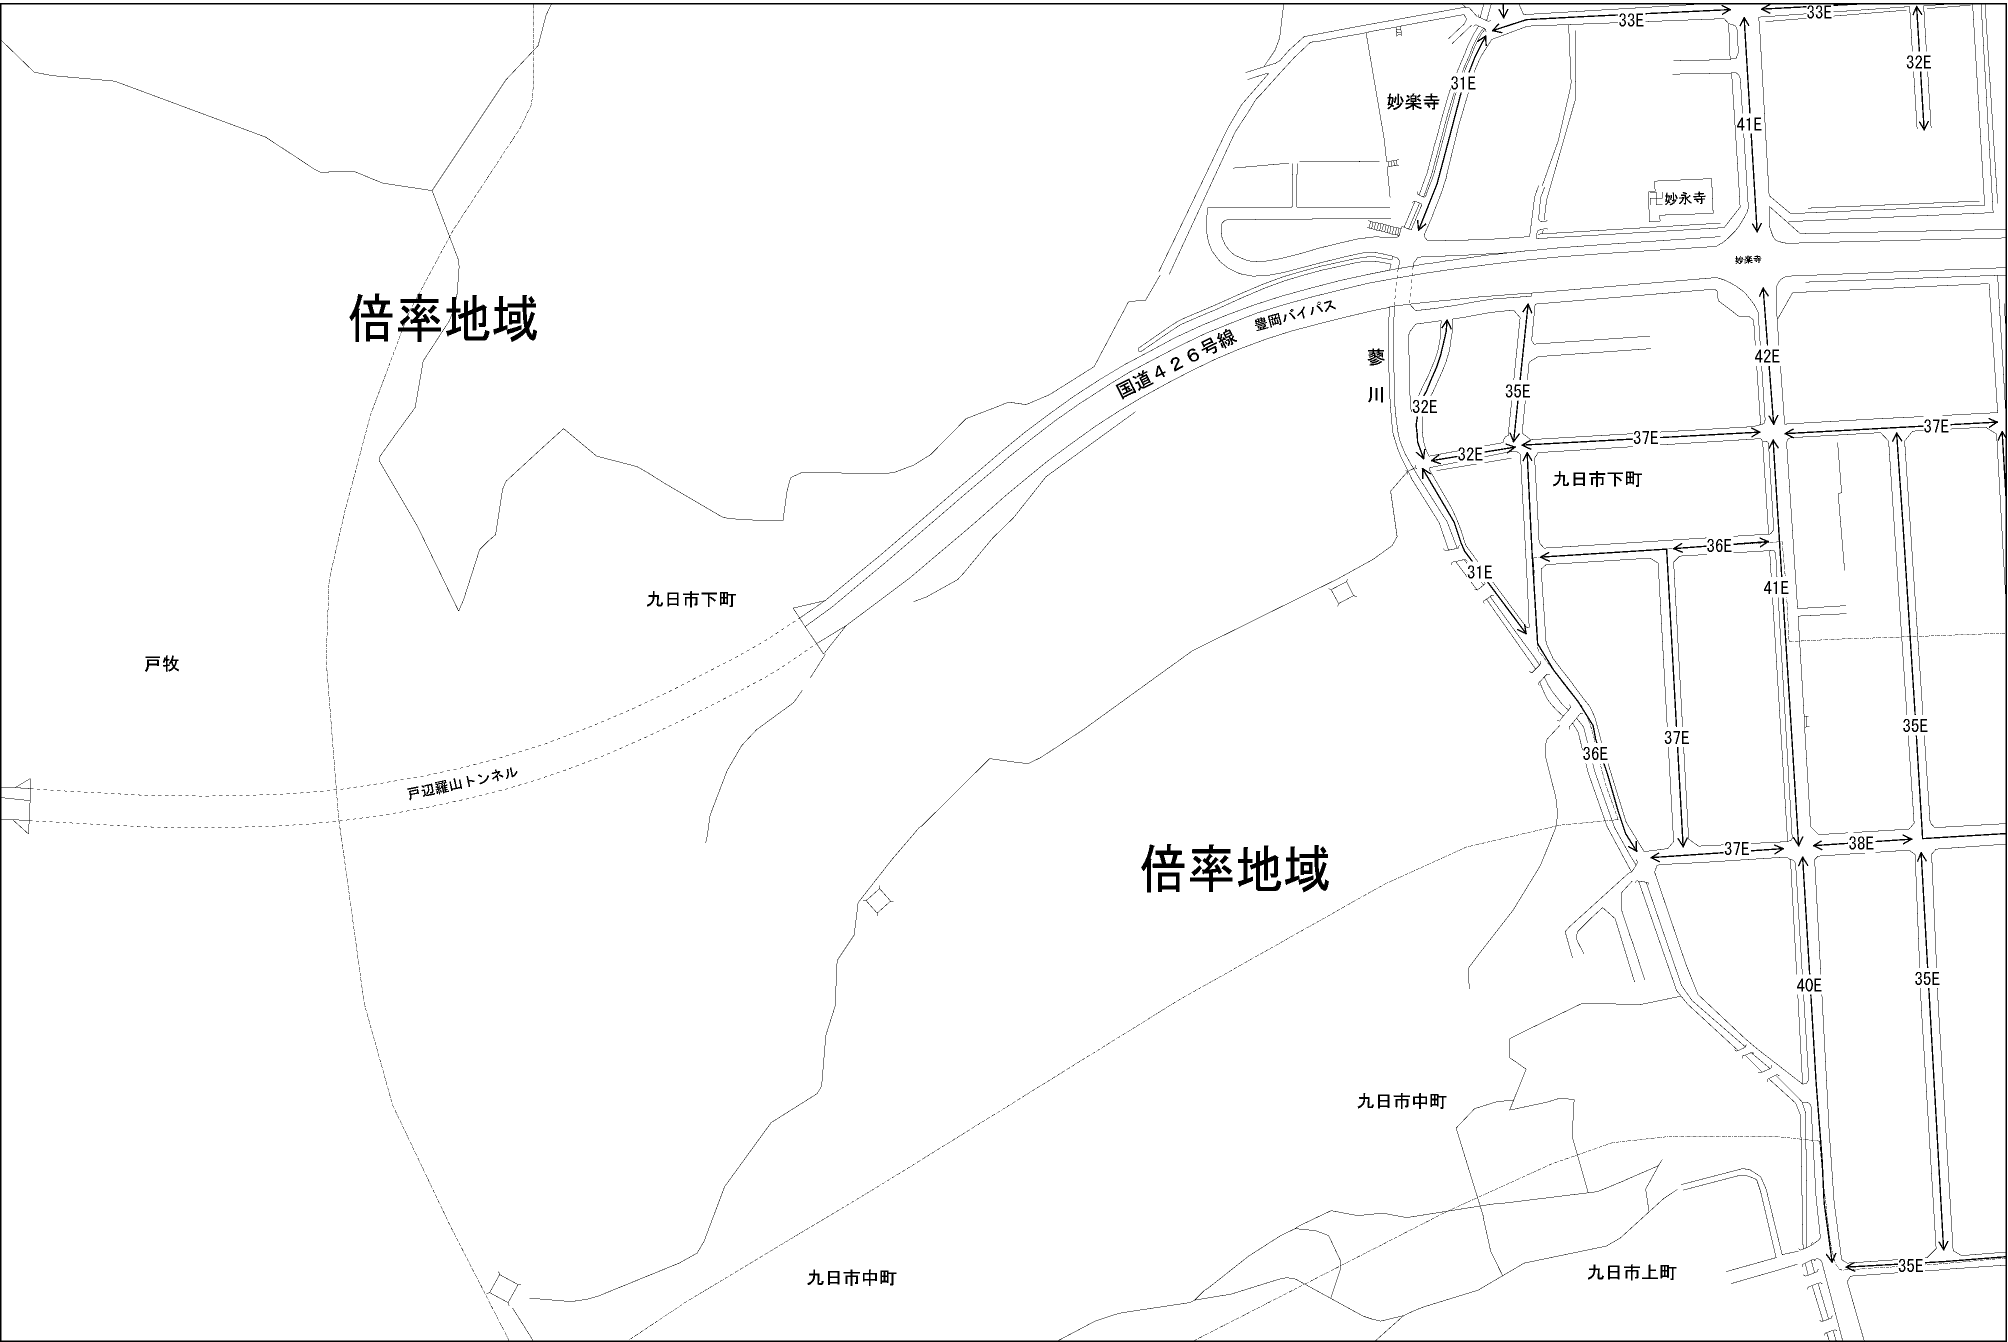 33E
33E
32E
31E
妙楽寺
41E
妙永寺
妙楽寺
倍率地域
豊岡バイパス
国道426号線
蓼川
42E
35E
32E
37E
37E
32E
九日市下町
36E
31E
41E
九日市下町
戸牧
35E
37E
36E
戸辺羅山トンネル
37E
38E
倍率地域
35E
40E
九日市中町
35E
九日市上町
九日市中町